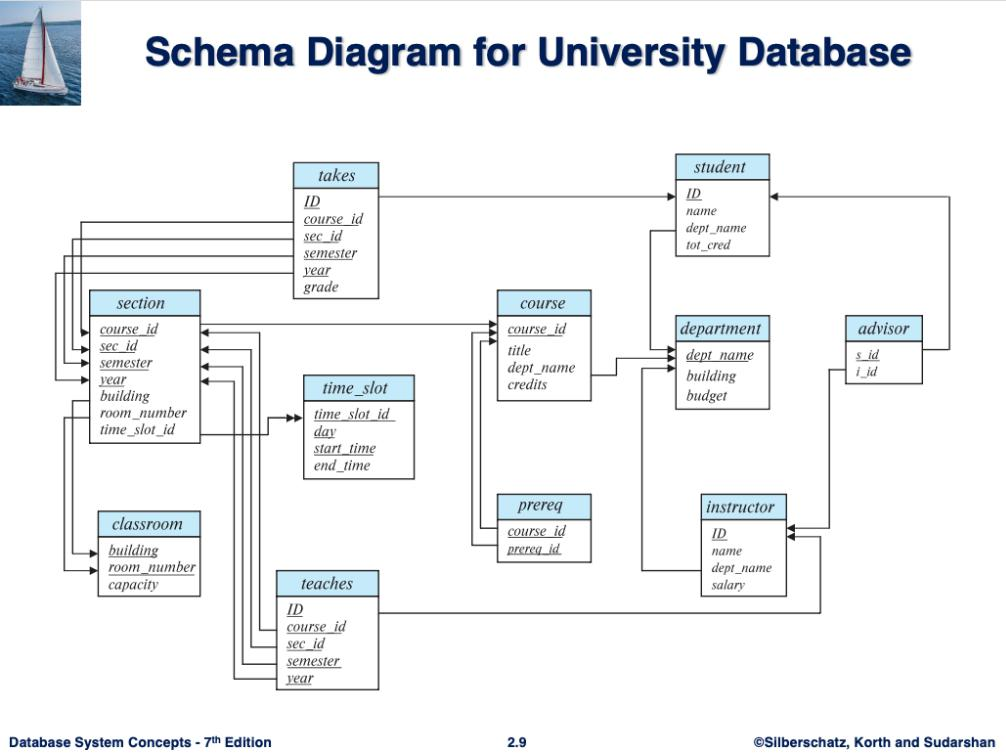 Schema Diagram for University Database
takes
ID
course_id
sec_id
semester
year
grade
student
ID
name
dept_name
tot_cred
section
course_id
sec_id
semester
year
building
room_number
time_slot_id
course
course_id
title
dept_name
credits
department
dept_name
building
budget
advisor
s_id
i_id
time_slot
time_slot_id
day
start_time
end_time
prereq
course_id
prereq_id
instructor
ID
name
dept_name
salary
classroom
building
room_number
capacity
teaches
ID
course_id
sec_id
semester
year
Database System Concepts - 7th Edition
2.9
©Silberschatz, Korth and Sudarshan